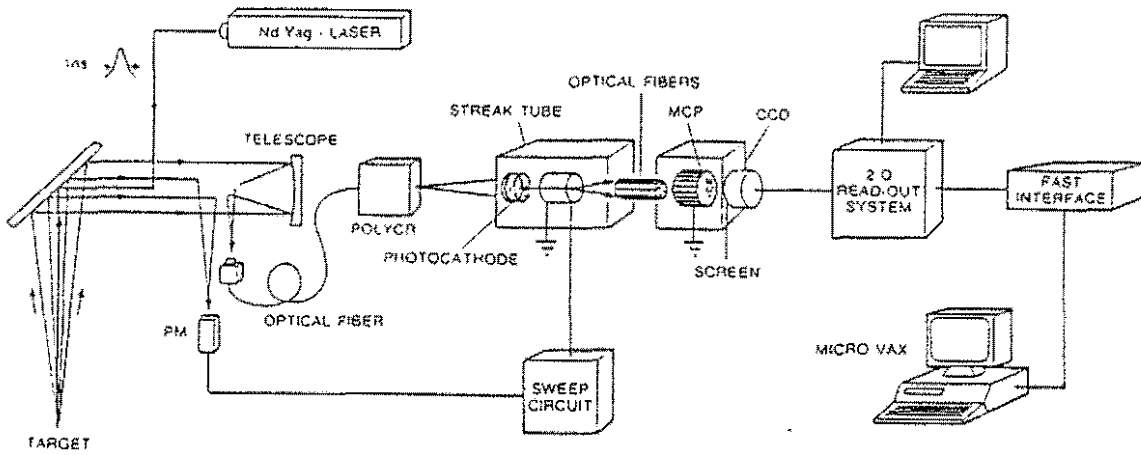 Nd Yag - LASER
1ns
OPTICAL FIBERS
STREAK TUBE
MCP
CCD
TELESCOPE
2 D
READ-OUT
SYSTEM
FAST
INTERFACE
POLYCR
PHOTOCATHODE
SCREEN
OPTICAL FIBER
PM
MICRO VAX
SWEEP
CIRCUIT
TARGET